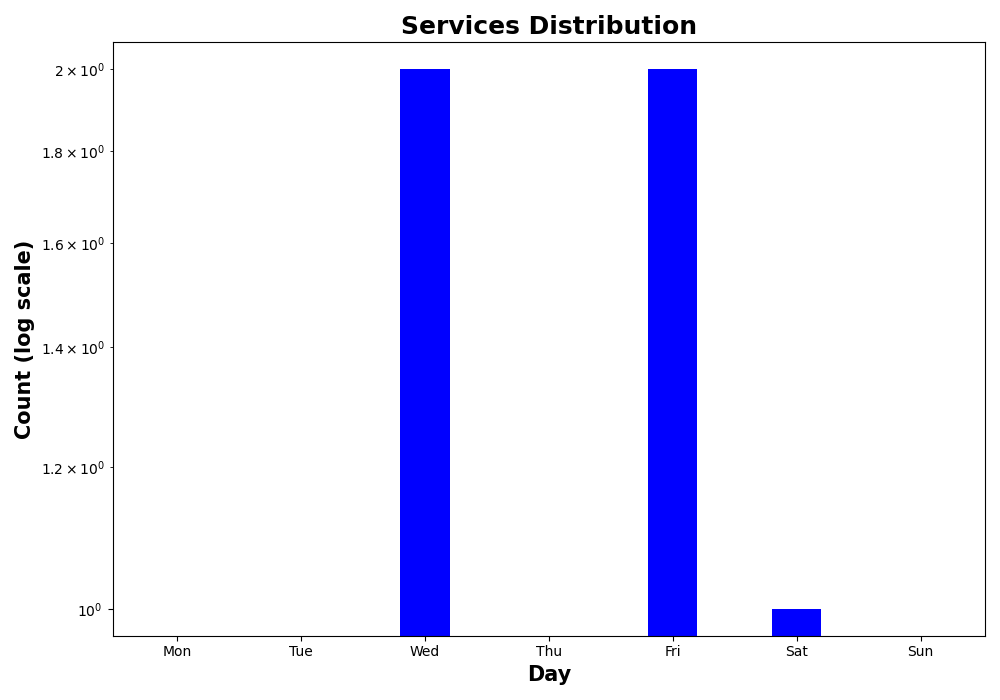 Services Distribution
Count (log scale)
2 × 10⁰
1.8 × 10⁰
1.6 × 10⁰
1.4 × 10⁰
1.2 × 10⁰
10⁰
Mon Tue Wed Thu Fri Sat Sun
Day